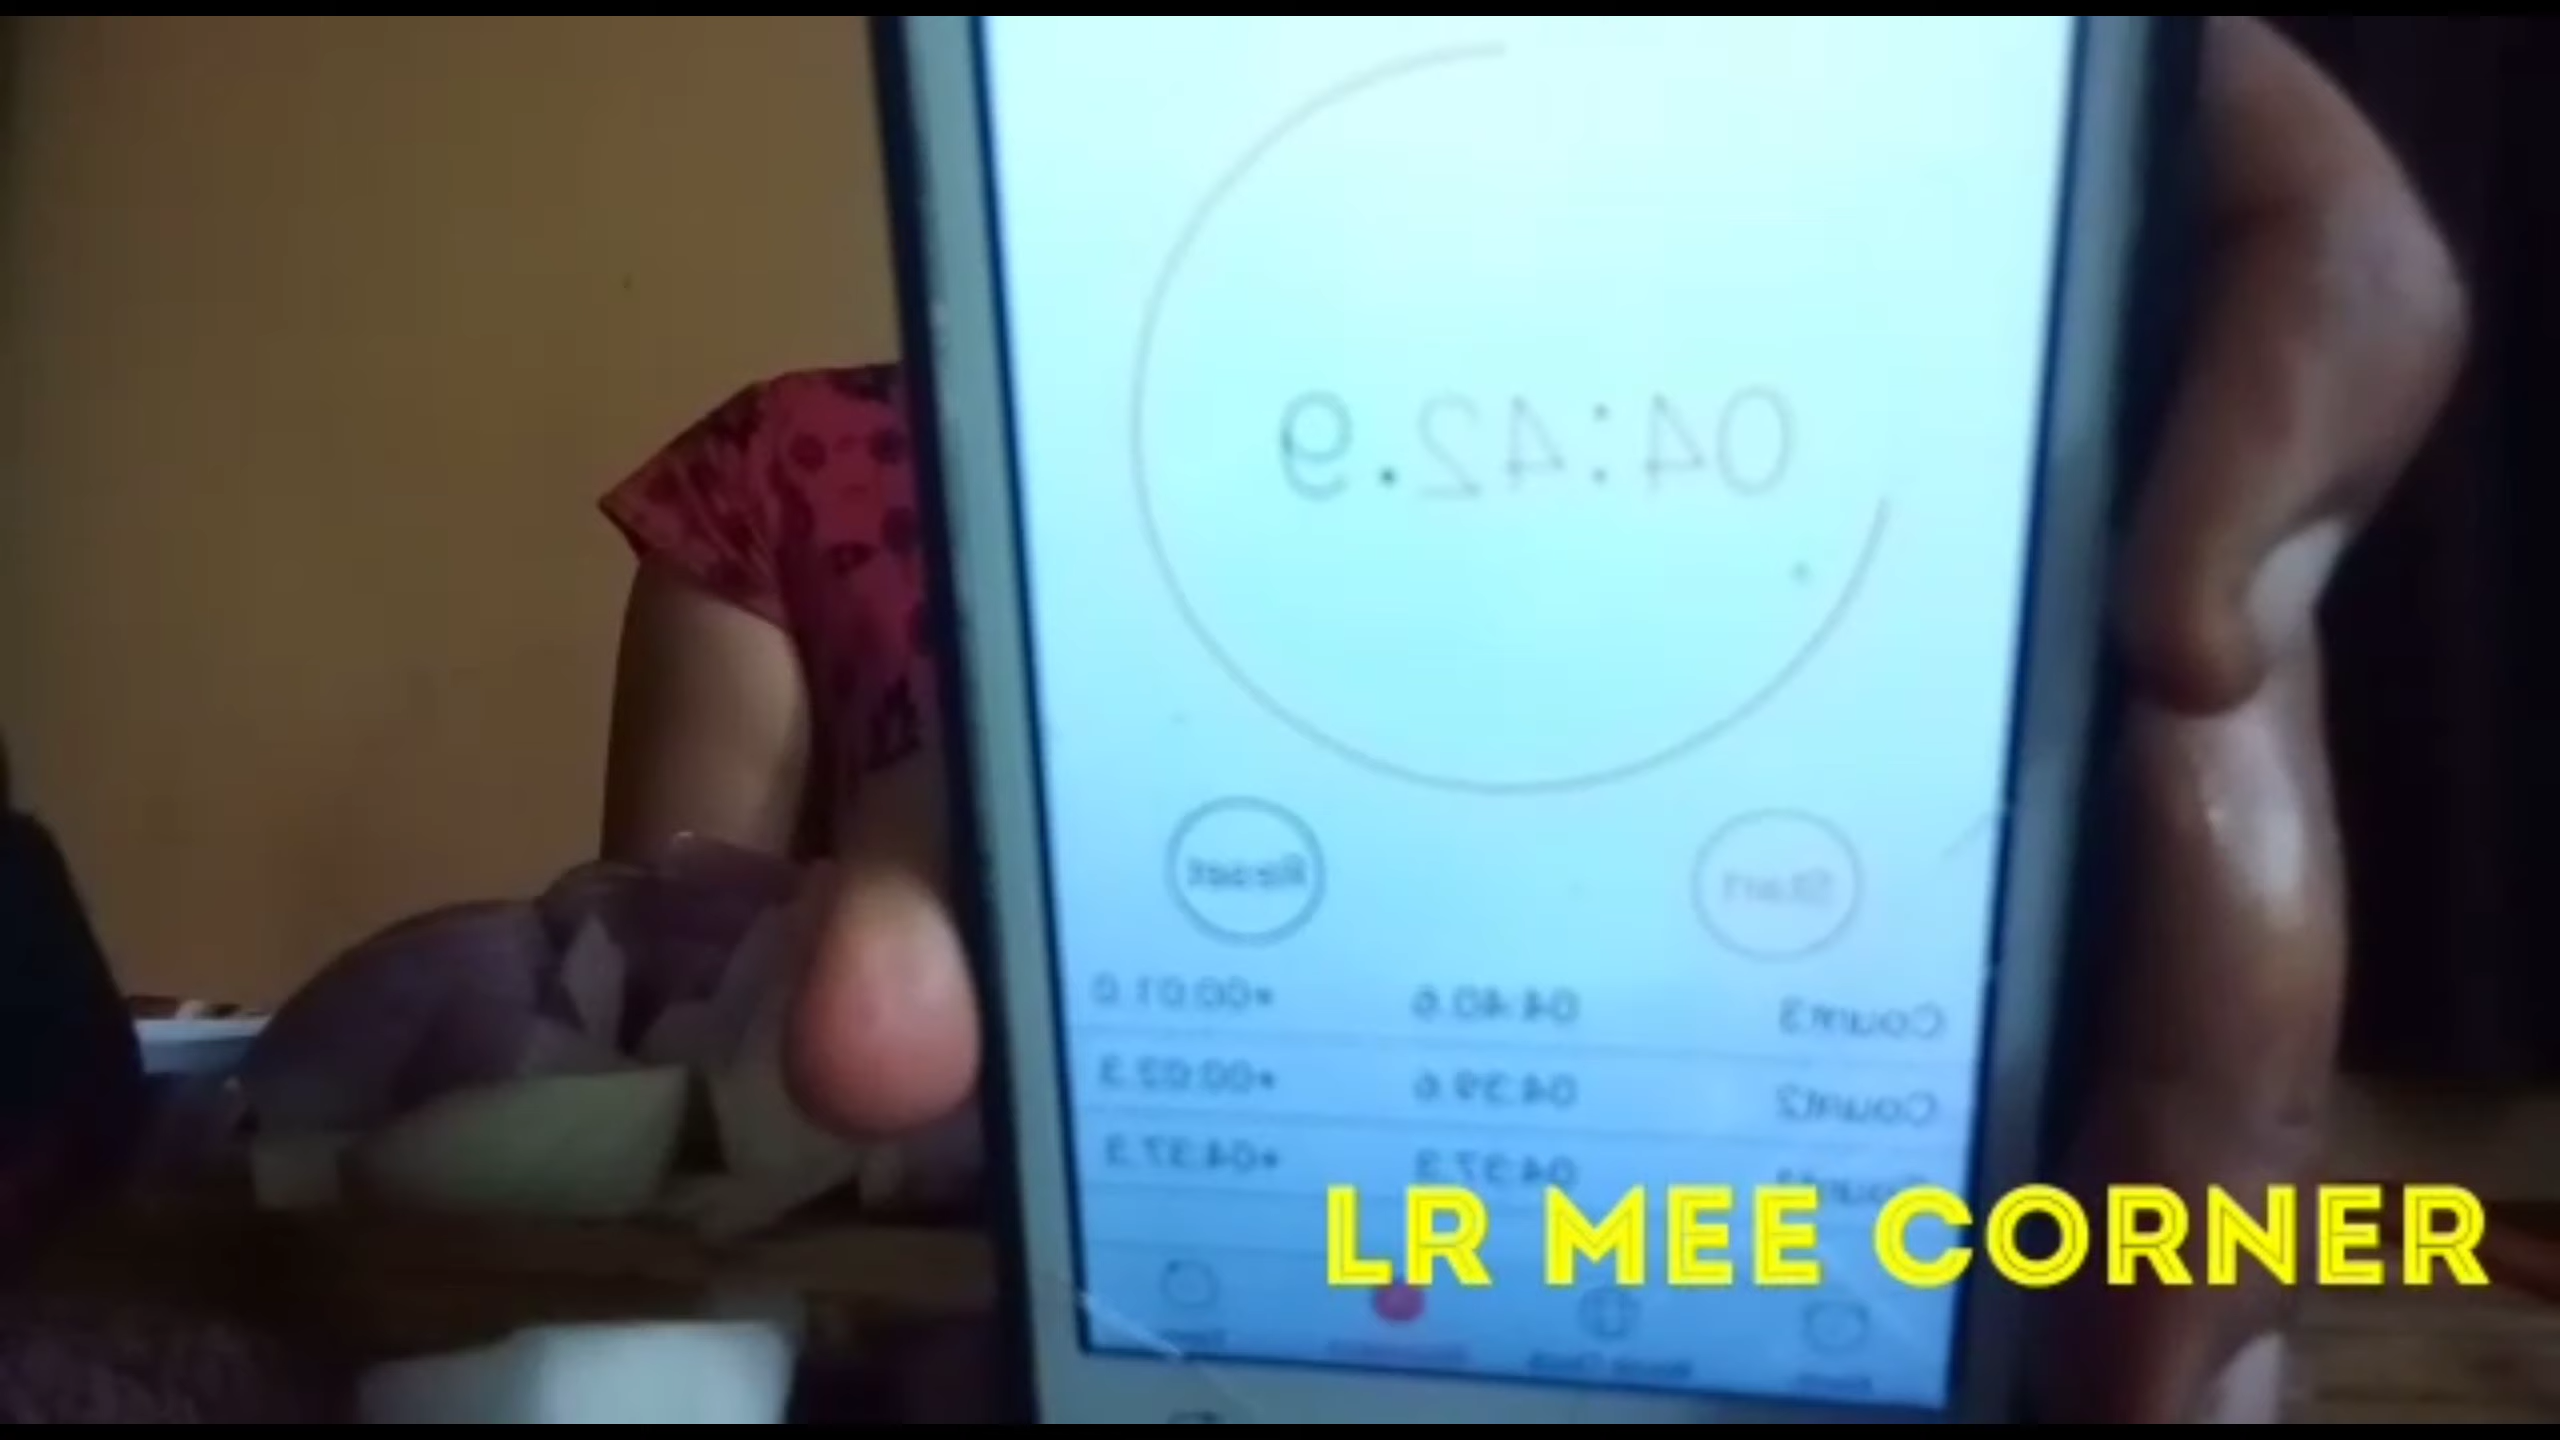 04:42.9
Reset Start
Count3 04:40.6 +00:01.0
Count2 04:39.6 +00:02.3
04:37.3 +04:37.3
LR MEE CORNER